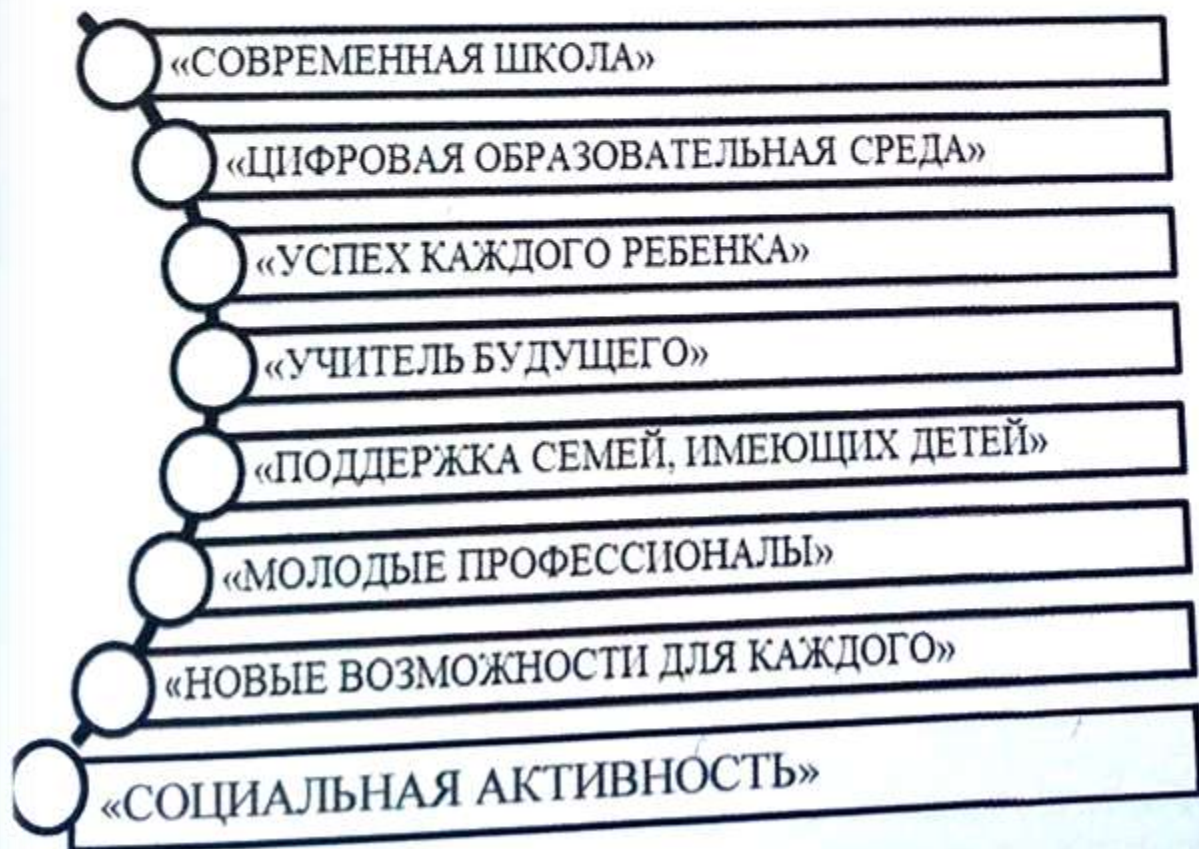 «СОВРЕМЕННАЯ ШКОЛА»
«ЦИФРОВАЯ ОБРАЗОВАТЕЛЬНАЯ СРЕДА»
«УСПЕХ КАЖДОГО РЕБЕНКА»
«УЧИТЕЛЬ БУДУЩЕГО»
«ПОДДЕРЖКА СЕМЕЙ, ИМЕЮЩИХ ДЕТЕЙ»
«МОЛОДЫЕ ПРОФЕССИОНАЛЫ»
«НОВЫЕ ВОЗМОЖНОСТИ ДЛЯ КАЖДОГО»
«СОЦИАЛЬНАЯ АКТИВНОСТЬ»